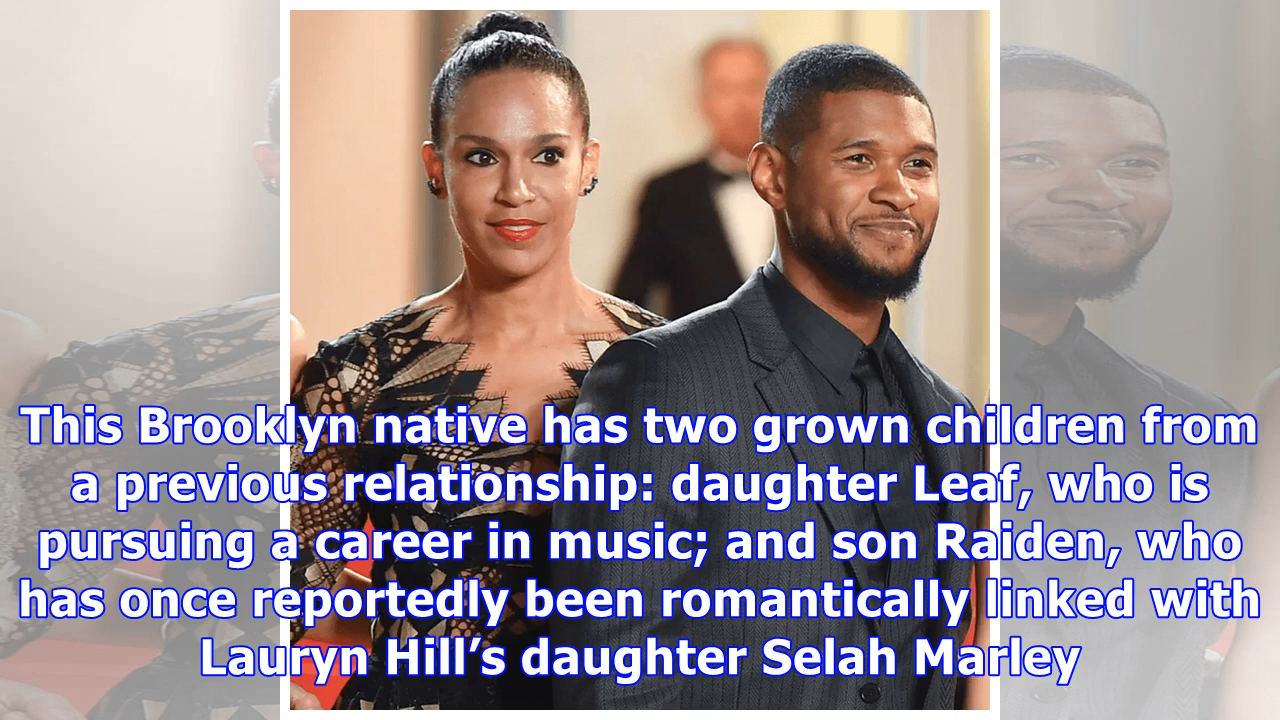 This Brooklyn native has two grown children from
a previous relationship: daughter Leaf, who is
pursuing a career in music; and son Raiden, who
has once reportedly been romantically linked with
Lauryn Hill’s daughter Selah Marley